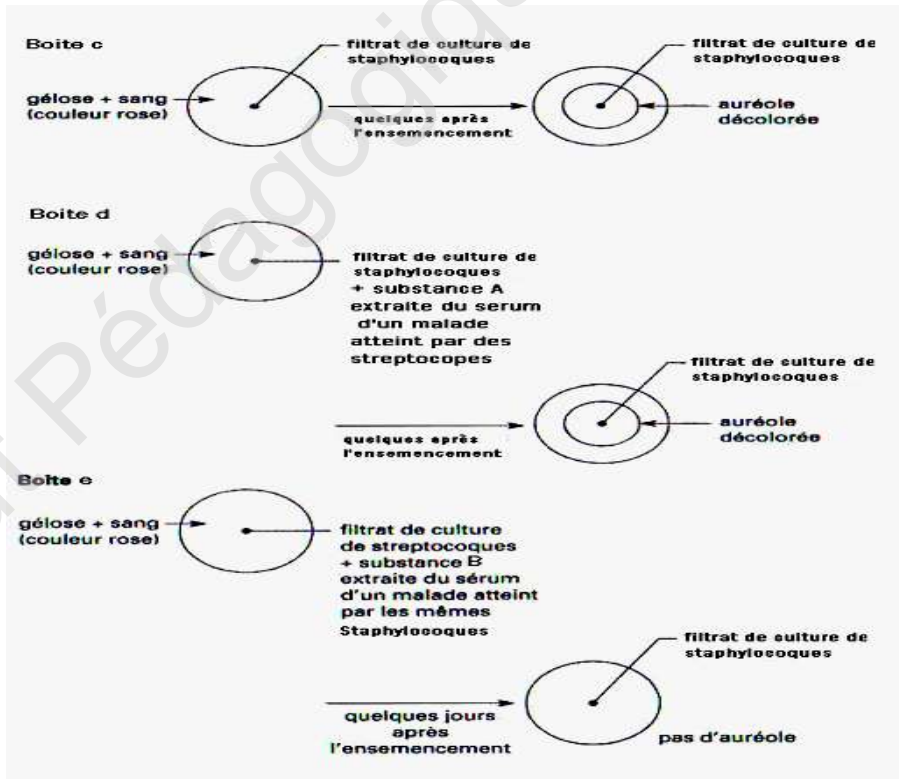 Boite c
filtrat de culture de
staphylocoques
filtrat de culture de
staphylocoques
gélose + sang
(couleur rose)
quelques après
l'ensemencement
auréole
décolorée
Boite d
gélose + sang
(couleur rose)
filtrat de culture de
staphylocoques
+ substance A
extraite du serum
d'un malade
atteint par des
streptocopes
filtrat de culture de
staphylocoques
quelques après
l'ensemencement
auréole
décolorée
Boite e
gélose + sang
(couleur rose)
filtrat de culture
de streptocoques
+ substance B
extraite du sérum
d'un malade atteint
par les mêmes
Staphylocoques
filtrat de culture de
staphylocoques
quelques jours
après
l'ensemencement
pas d'auréole